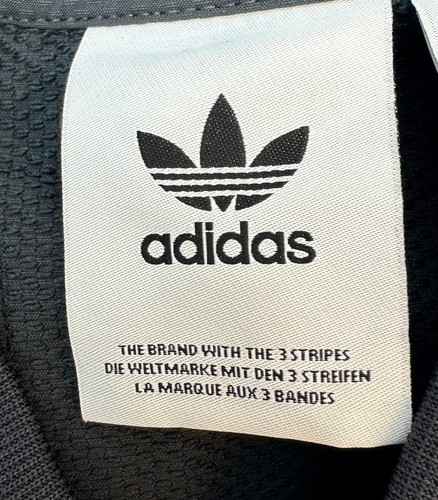 adidas
THE BRAND WITH THE 3 STRIPES
DIE WELTMARKE MIT DEN 3 STREIFEN
LA MARQUE AUX 3 BANDES